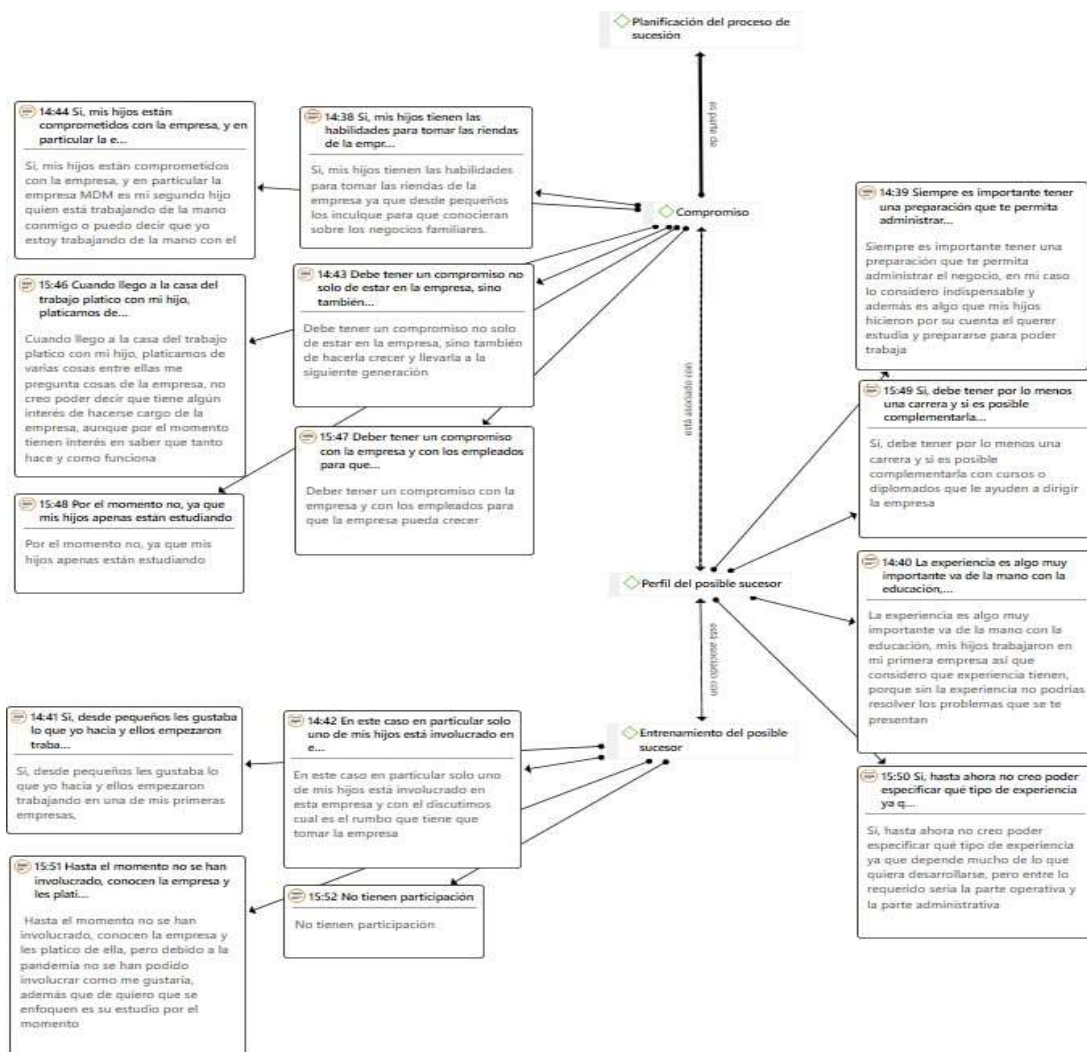 Planificación del proceso de
sucesión
es parte de
14:44 Si, mis hijos están
comprometidos con la empresa, y en
particular la e...
Si, mis hijos están comprometidos
con la empresa, y en particular la
empresa MDM es mi segundo hijo
quien está trabajando de la mano
conmigo o puedo decir que yo
estoy trabajando de la mano con el
14:38 Si, mis hijos tienen las
habilidades para tomar las riendas
de la empr...
Si, mis hijos tienen las habilidades
para tomar las riendas de la
empresa ya que desde pequeños
los inculque para que conocieran
sobre los negocios familiares.
Compromiso
14:39 Siempre es importante tener
una preparación que te permita
administrar...
Siempre es importante tener una
preparación que te permita
administrar el negocio, en mi caso
lo considero indispensable y
además es algo que mis hijos
hicieron por su cuenta el querer
estudia y prepararse para poder
trabaja
15:46 Cuando llego a la casa del
trabajo platico con mi hijo,
platicamos de...
Cuando llego a la casa del trabajo
platico con mi hijo, platicamos de
varias cosas entre ellas me
pregunta cosas de la empresa, no
creo poder decir que tiene algún
interés de hacerse cargo de la
empresa, aunque por el momento
tienen interés en saber que tanto
hace y como funciona
14:43 Debe tener un compromiso no
solo de estar en la empresa, sino
también...
Debe tener un compromiso no solo
de estar en la empresa, sino también
de hacerla crecer y llevarla a la
siguiente generación
está asociado con
15:49 Si, debe tener por lo menos
una carrera y si es posible
complementarla...
Si, debe tener por lo menos una
carrera y si es posible
complementarla con cursos o
diplomados que le ayuden a dirigir
la empresa
15:47 Deber tener un compromiso
con la empresa y con los empleados
para que...
Deber tener un compromiso con la
empresa y con los empleados para
que la empresa pueda crecer
15:48 Por el momento no, ya que
mis hijos apenas están estudiando
Por el momento no, ya que mis
hijos apenas están estudiando
Perfil del posible sucesor
14:40 La experiencia es algo muy
importante va de la mano con la
educación,...
La experiencia es algo muy
importante va de la mano con la
educación, mis hijos trabajaron en
mi primera empresa así que
considero que experiencia tienen,
porque sin la experiencia no podrías
resolver los problemas que se te
presentan
está asociado con
14:41 Si, desde pequeños les gustaba
lo que yo hacia y ellos empezaron
traba...
Si, desde pequeños les gustaba lo
que yo hacia y ellos empezaron
trabajando en una de mis primeras
empresas,
14:42 En este caso en particular solo
uno de mis hijos está involucrado en
e...
En este caso en particular solo uno
de mis hijos está involucrado en
esta empresa y con el discutimos
cual es el rumbo que tiene que
tomar la empresa
Entrenamiento del posible
sucesor
15:50 Si, hasta ahora no creo poder
especificar qué tipo de experiencia
ya q...
Si, hasta ahora no creo poder
especificar qué tipo de experiencia
ya que depende mucho de lo que
quiera desarrollarse, pero entre lo
requerido seria la parte operativa y
la parte administrativa
15:51 Hasta el momento no se han
involucrado, conocen la empresa y
les plati...
Hasta el momento no se han
involucrado, conocen la empresa y
les platico de ella, pero debido a la
pandemia no se han podido
involucrar como me gustaría,
además que de quiero que se
enfoquen es su estudio por el
momento
15:52 No tienen participación
No tienen participación